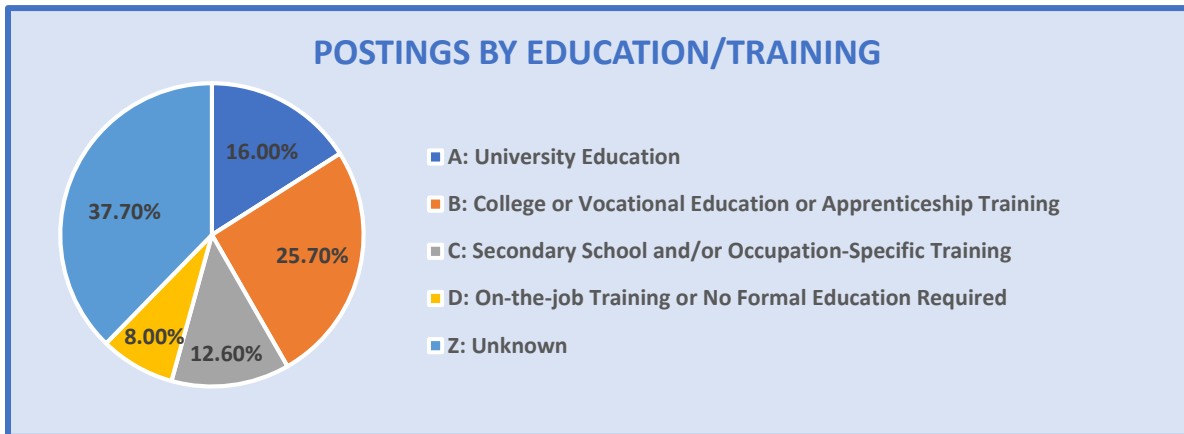 POSTINGS BY EDUCATION/TRAINING
16.00%
25.70%
12.60%
8.00%
37.70%
A: University Education
B: College or Vocational Education or Apprenticeship Training
C: Secondary School and/or Occupation-Specific Training
D: On-the-job Training or No Formal Education Required
Z: Unknown